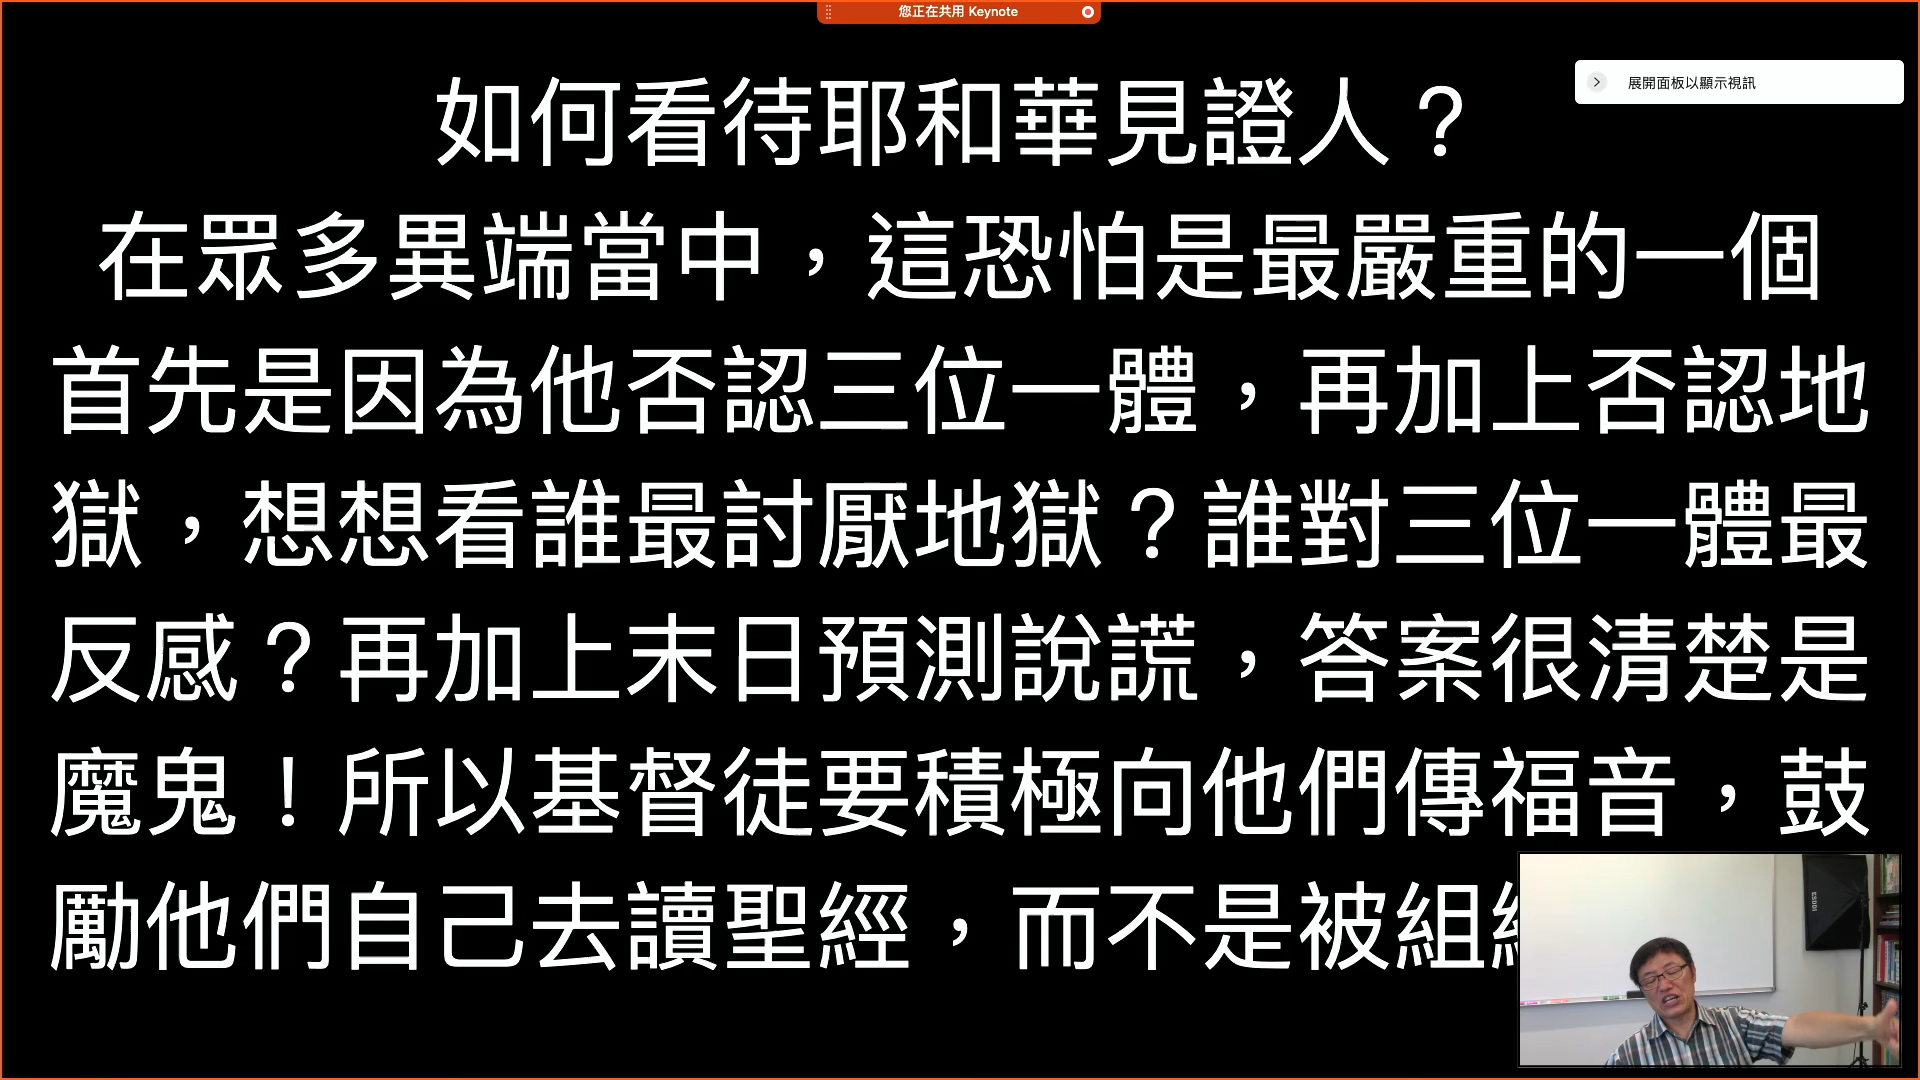 您正在共用 Keynote
展開面板以顯示視訊
如何看待耶和華見證人？
在眾多異端當中，這恐怕是最嚴重的一個
首先是因為他否認三位一體，再加上否認地
獄，想想看誰最討厭地獄？誰對三位一體最
反感？再加上末日預測說謊，答案很清楚是
魔鬼！所以基督徒要積極向他們傳福音，鼓
勵他們自己去讀聖經，而不是被組